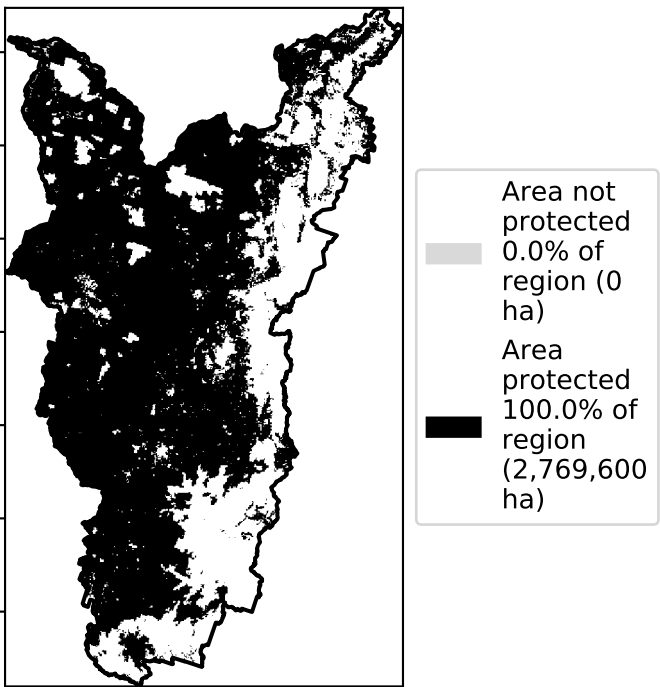 Area not
protected
0.0% of
region (0
ha)
Area
protected
100.0% of
region
(2,769,600
ha)